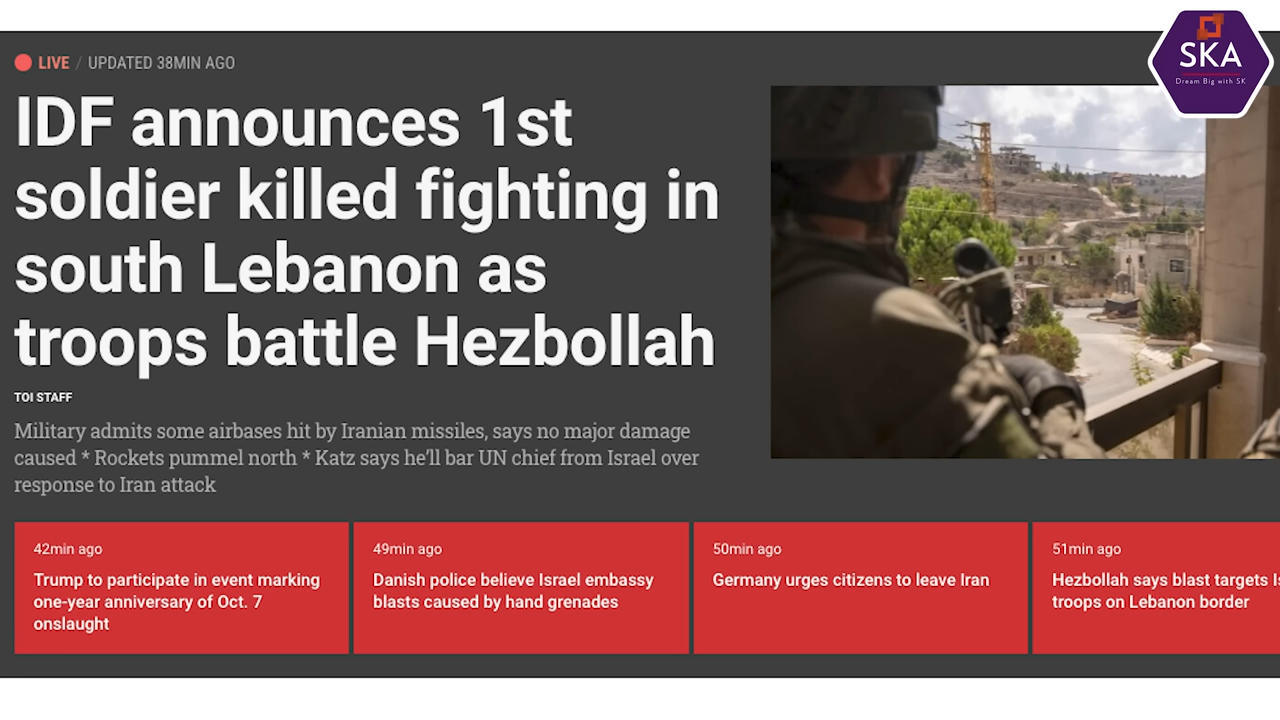 SKA
Dream Big with SK
LIVE / UPDATED 38MIN AGO
IDF announces 1st
soldier killed fighting in
south Lebanon as
troops battle Hezbollah
TOI STAFF
Military admits some airbases hit by Iranian missiles, says no major damage
caused * Rockets pummel north * Katz says he'll bar UN chief from Israel over
response to Iran attack
42min ago
Trump to participate in event marking
one-year anniversary of Oct. 7
onslaught
49min ago
Danish police believe Israel embassy
blasts caused by hand grenades
50min ago
Germany urges citizens to leave Iran
51min ago
Hezbollah says blast targets
troops on Lebanon border